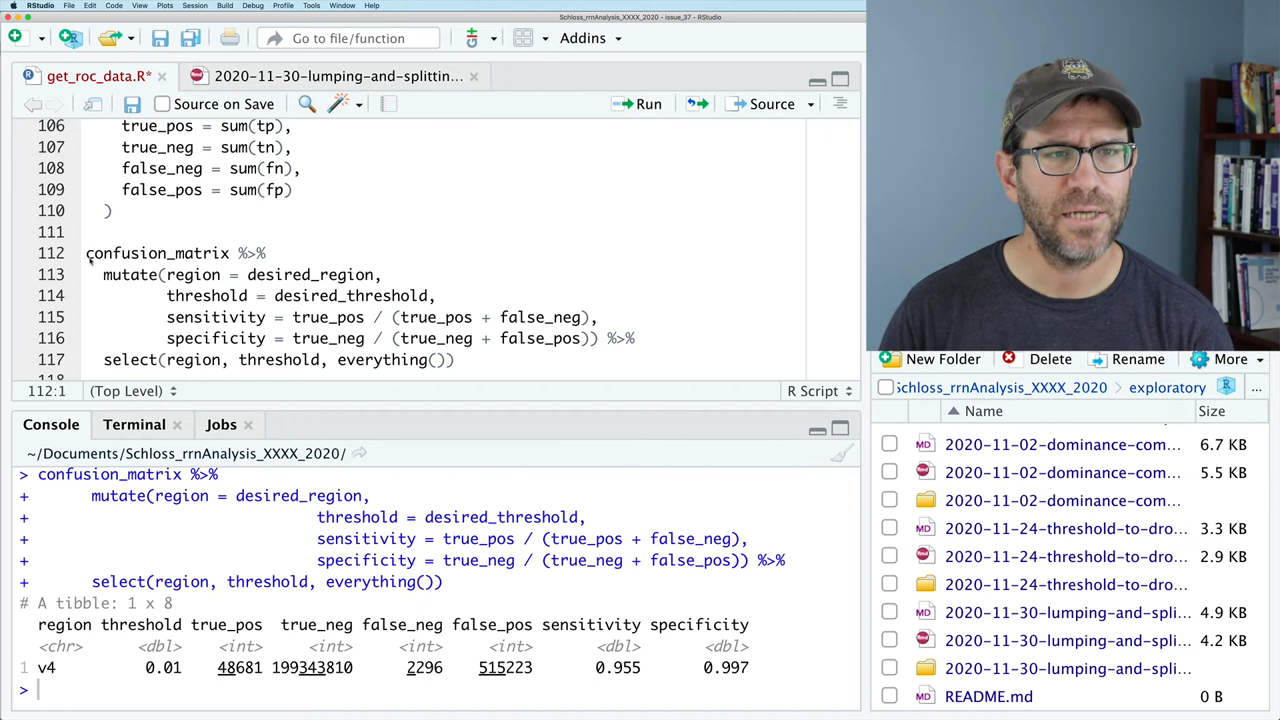 RStudio File Edit Code View Plots Session Build Debug Profile Tools Window Help
Schloss_rrnAnalysis_XXXX_2020 - issue_37 - RStudio
Go to file/function Addins
get_roc_data.R* 2020-11-30-lumping-and-splittin...
Source on Save Run Source
106 true_pos = sum(tp),
107 true_neg = sum(tn),
108 false_neg = sum(fn),
109 false_pos = sum(fp)
110 )
111
112 confusion_matrix %>%
113 mutate(region = desired_region,
114 threshold = desired_threshold,
115 sensitivity = true_pos / (true_pos + false_neg),
116 specificity = true_neg / (true_neg + false_pos)) %>%
117 select(region, threshold, everything())
112:1 (Top Level) R Script
Console Terminal Jobs
~/Documents/Schloss_rrnAnalysis_XXXX_2020/
> confusion_matrix %>%
+ mutate(region = desired_region,
+ threshold = desired_threshold,
+ sensitivity = true_pos / (true_pos + false_neg),
+ specificity = true_neg / (true_neg + false_pos)) %>%
+ select(region, threshold, everything())
# A tibble: 1 x 8
region threshold true_pos true_neg false_neg false_pos sensitivity specificity
<chr> <dbl> <int> <int> <int> <int> <dbl> <dbl>
1 v4 0.01 48681 199343810 2296 515223 0.955 0.997
>
New Folder Delete Rename More
Schloss_rrnAnalysis_XXXX_2020 > exploratory ...
Name Size
2020-11-02-dominance-com... 6.7 KB
2020-11-02-dominance-com... 5.5 KB
2020-11-02-dominance-com...
2020-11-24-threshold-to-dro... 3.3 KB
2020-11-24-threshold-to-dro... 2.9 KB
2020-11-24-threshold-to-dro...
2020-11-30-lumping-and-spli... 4.9 KB
2020-11-30-lumping-and-spli... 4.2 KB
2020-11-30-lumping-and-spli...
README.md 0 B